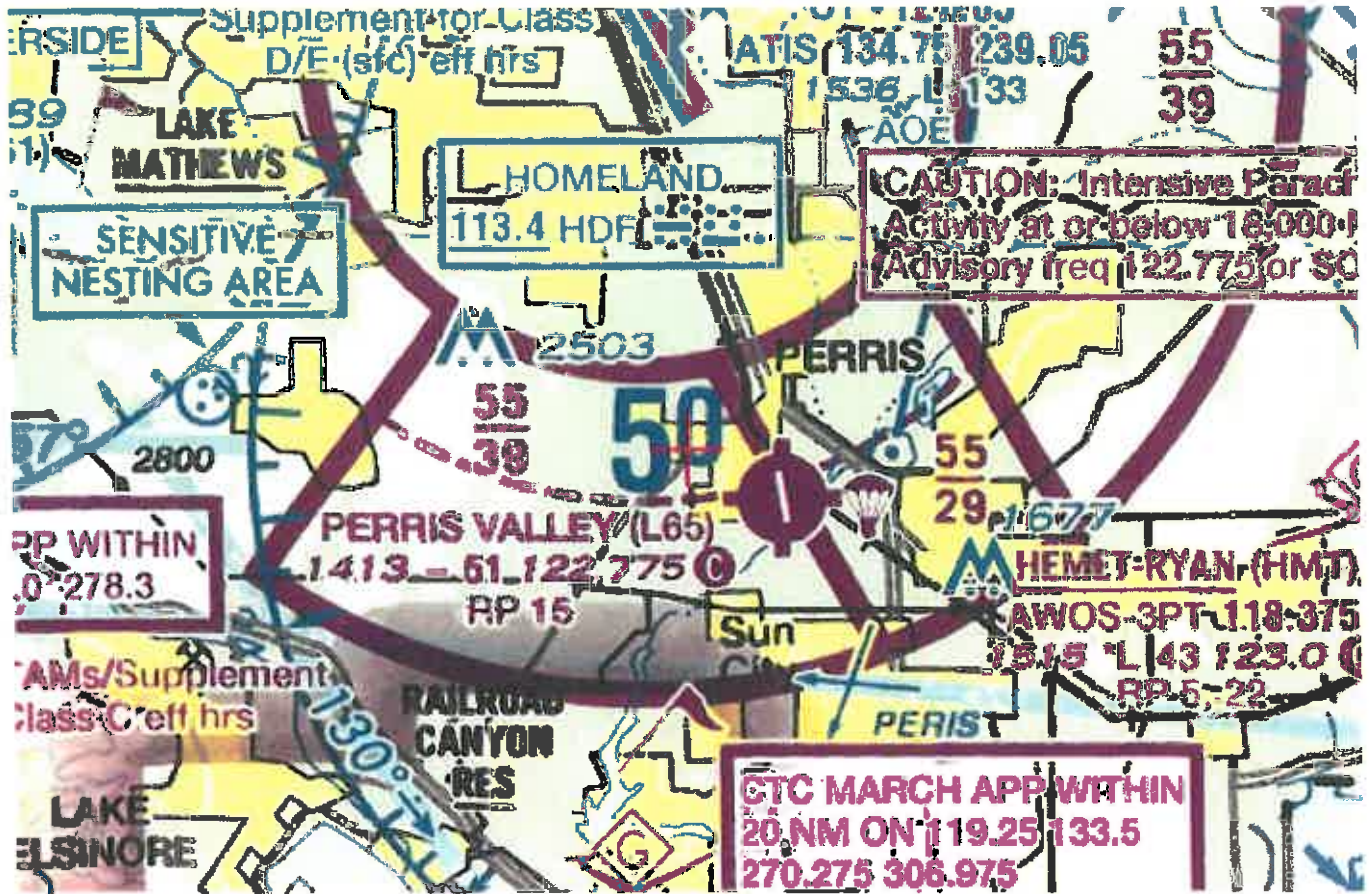 ERSIDE
Supplement for Class
D/E (sfc) eff hrs
ATIS 134.75 239.05
1536 L 133
AOE
55
39
89
LAKE
MATHEWS
SENSITIVE
NESTING AREA
HOMELAND
113.4 HDF
CAUTION: Intensive Parach
Activity at or below 18,000
Advisory freq 122.775 or SO
2503
PERRIS
55
39
50
2800
55
29
1677
PP WITHIN
.0 278.3
PERRIS VALLEY (L65)
1413 - 51 122.775 C
RP 15
HEMET-RYAN (HMT)
AWOS-3PT 118.375
1515 *L 43 123.0
RP 5, 22
Sun
City
TAMs/Supplement
Class C eff hrs
130°
RAILROAD
CANYON
RES
PERIS
LAKE
ELSINORE
G
CTC MARCH APP WITHIN
20 NM ON 119.25 133.5
270.275 306.975